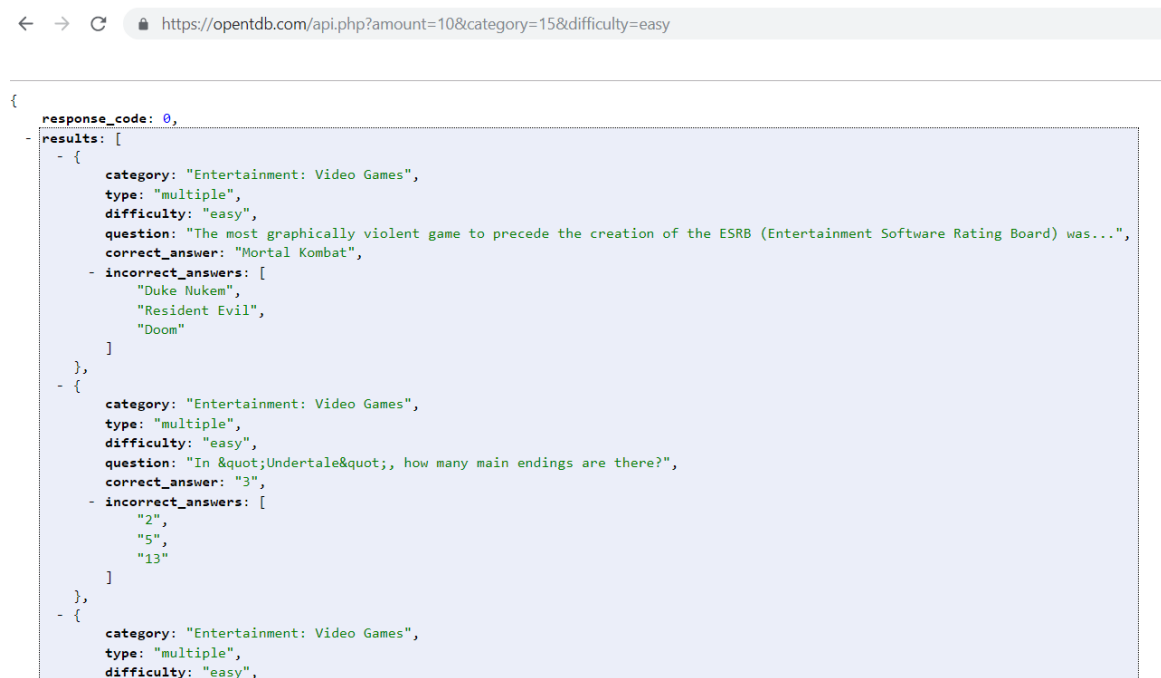 https://opentdb.com/api.php?amount=10&category=15&difficulty=easy
{
response_code: 0,
- results: [
- {
category: "Entertainment: Video Games",
type: "multiple",
difficulty: "easy",
question: "The most graphically violent game to precede the creation of the ESRB (Entertainment Software Rating Board) was...",
correct_answer: "Mortal Kombat",
- incorrect_answers: [
"Duke Nukem",
"Resident Evil",
"Doom"
]
},
- {
category: "Entertainment: Video Games",
type: "multiple",
difficulty: "easy",
question: "In &quot;Undertale&quot;, how many main endings are there?",
correct_answer: "3",
- incorrect_answers: [
"2",
"5",
"13"
]
},
- {
category: "Entertainment: Video Games",
type: "multiple",
difficulty: "easy",